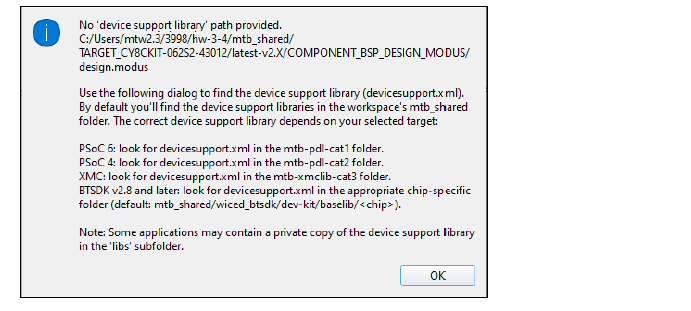 No 'device support library' path provided.
C:/Users/mtw2.3/3998/hw-3-4/mtb_shared/
TARGET_CY8CKIT-062S2-43012/latest-v2.X/COMPONENT_BSP_DESIGN_MODUS/
design.modus
Use the following dialog to find the device support library (devicesupport.xml).
By default you'll find the device support libraries in the workspace's mtb_shared
folder. The correct device support library depends on your selected target:
PSoC 6: look for devicesupport.xml in the mtb-pdl-cat1 folder.
PSoC 4: look for devicesupport.xml in the mtb-pdl-cat2 folder.
XMC: look for devicesupport.xml in the mtb-xmclib-cat3 folder.
BTSDK v2.8 and later: look for devicesupport.xml in the appropriate chip-specific
folder (default: mtb_shared/wiced_btsdk/dev-kit/baselib/<chip>).
Note: Some applications may contain a private copy of the device support library
in the 'libs' subfolder.
OK